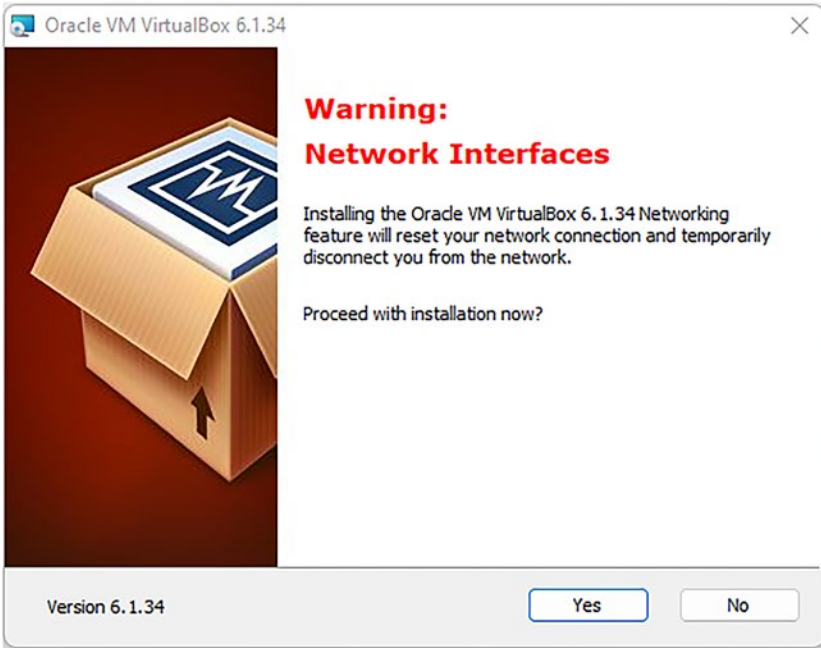 Oracle VM VirtualBox 6.1.34
Warning:
Network Interfaces
Installing the Oracle VM VirtualBox 6.1.34 Networking
feature will reset your network connection and temporarily
disconnect you from the network.
Proceed with installation now?
Version 6.1.34
Yes
No